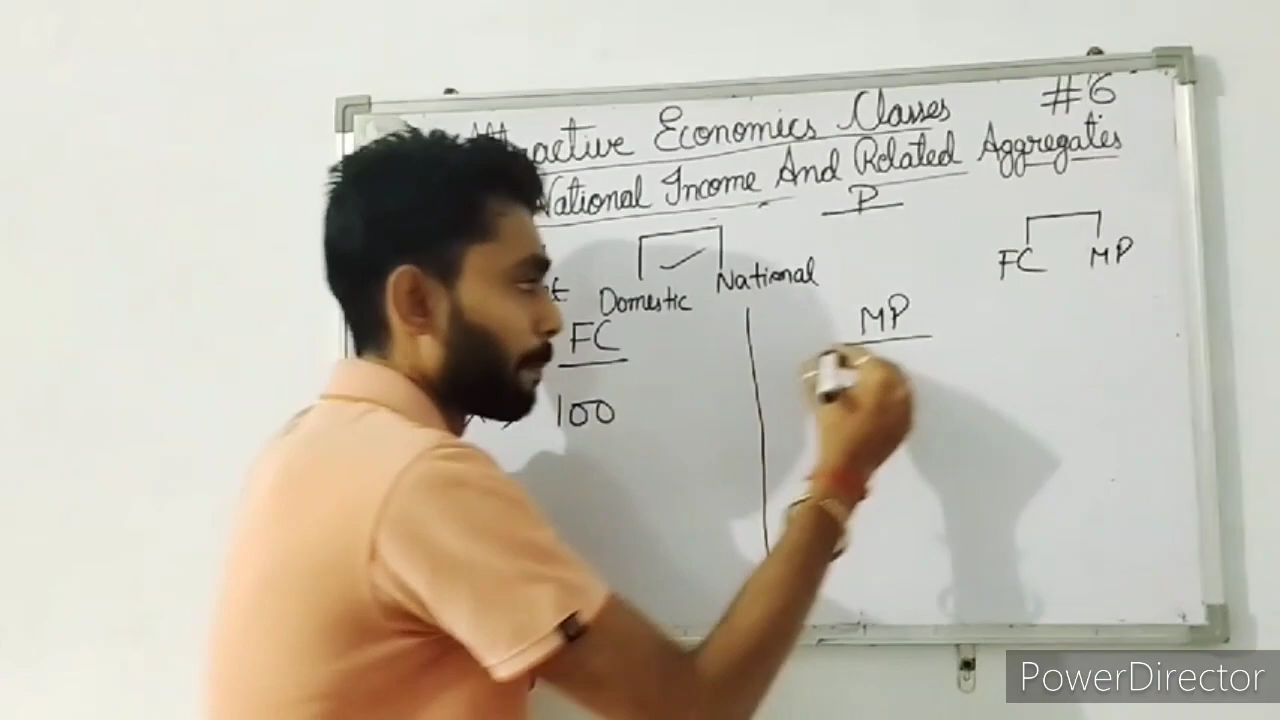 Economics Classes #6
National Income And Related Aggregates
P
Domestic National
FC MP
FC
MP
100
PowerDirector